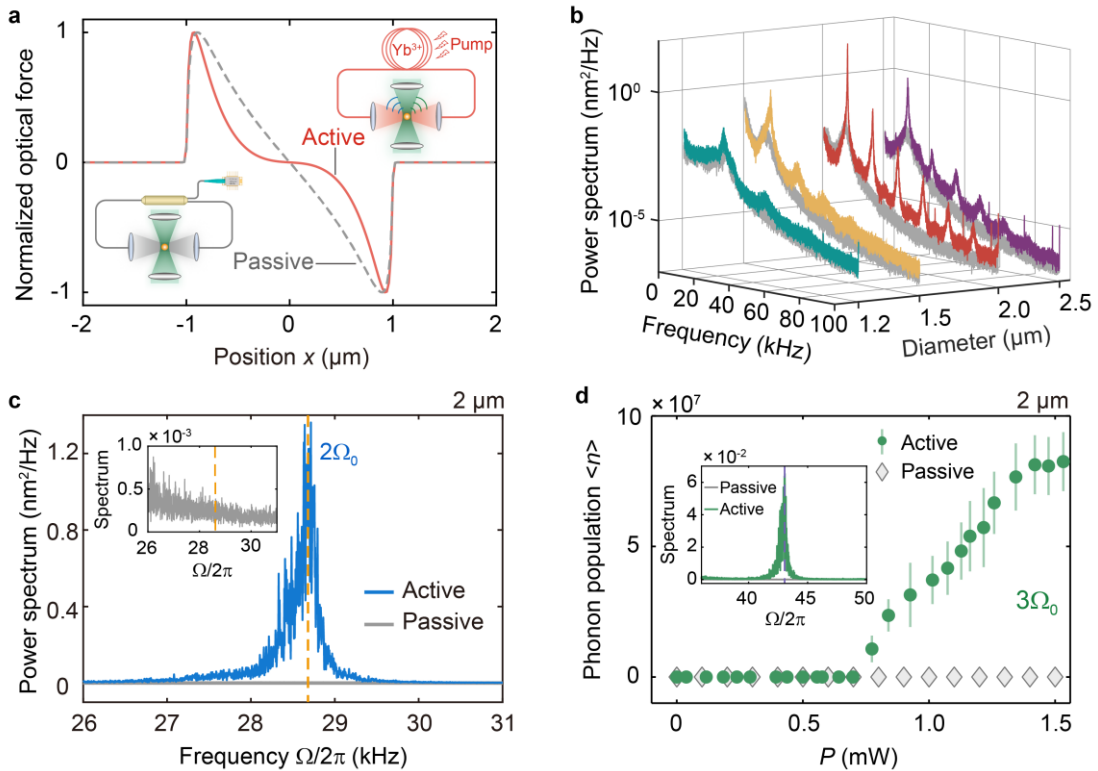 a
Normalized optical force
1
0
-1
-2
-1
0
1
2
Position x (μm)
Active
Passive
Yb³⁺
Pump
b
Power spectrum (nm²/Hz)
10⁰
10⁻⁵
0
20
40
60
80
100
Frequency (kHz)
1.2
1.5
2.0
2.5
Diameter (μm)
c
2 μm
Power spectrum (nm²/Hz)
1.2
0.8
0.4
0
26
27
28
29
30
31
Frequency Ω/2π (kHz)
2Ω₀
Active
Passive
× 10⁻³
Spectrum
1.0
0.5
0
26
28
30
Ω/2π
d
2 μm
× 10⁷
Phonon population <n>
10
5
0
0
0.5
1.0
1.5
P (mW)
Active
Passive
3Ω₀
× 10⁻²
Spectrum
6
4
2
0
40
45
50
Ω/2π
Passive
Active